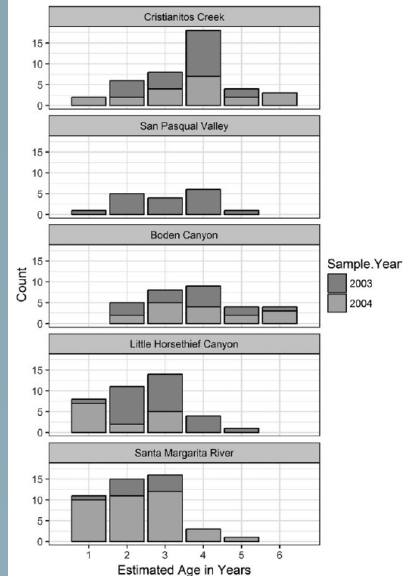 Cristianitos Creek
15
10
5
0
San Pasqual Valley
15
10
5
0
Boden Canyon
15
10
5
0
Little Horsethief Canyon
15
10
5
0
Santa Margarita River
15
10
5
0
1 2 3 4 5 6
Estimated Age in Years
Count
Sample.Year
2003
2004